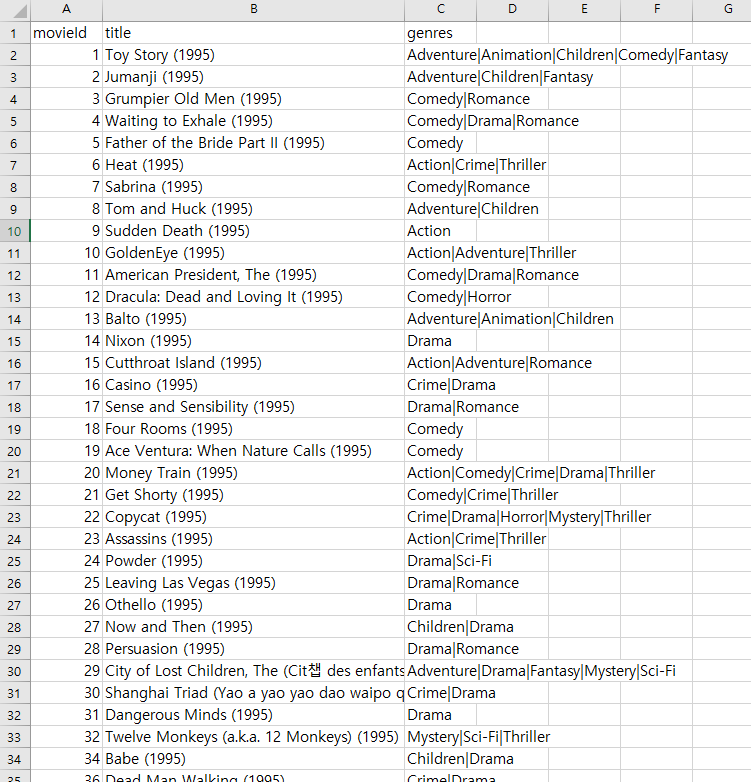 A B C D E F G
1 movieId title genres
2 1 Toy Story (1995) Adventure|Animation|Children|Comedy|Fantasy
3 2 Jumanji (1995) Adventure|Children|Fantasy
4 3 Grumpier Old Men (1995) Comedy|Romance
5 4 Waiting to Exhale (1995) Comedy|Drama|Romance
6 5 Father of the Bride Part II (1995) Comedy
7 6 Heat (1995) Action|Crime|Thriller
8 7 Sabrina (1995) Comedy|Romance
9 8 Tom and Huck (1995) Adventure|Children
10 9 Sudden Death (1995) Action
11 10 GoldenEye (1995) Action|Adventure|Thriller
12 11 American President, The (1995) Comedy|Drama|Romance
13 12 Dracula: Dead and Loving It (1995) Comedy|Horror
14 13 Balto (1995) Adventure|Animation|Children
15 14 Nixon (1995) Drama
16 15 Cutthroat Island (1995) Action|Adventure|Romance
17 16 Casino (1995) Crime|Drama
18 17 Sense and Sensibility (1995) Drama|Romance
19 18 Four Rooms (1995) Comedy
20 19 Ace Ventura: When Nature Calls (1995) Comedy
21 20 Money Train (1995) Action|Comedy|Crime|Drama|Thriller
22 21 Get Shorty (1995) Comedy|Crime|Thriller
23 22 Copycat (1995) Crime|Drama|Horror|Mystery|Thriller
24 23 Assassins (1995) Action|Crime|Thriller
25 24 Powder (1995) Drama|Sci-Fi
26 25 Leaving Las Vegas (1995) Drama|Romance
27 26 Othello (1995) Drama
28 27 Now and Then (1995) Children|Drama
29 28 Persuasion (1995) Drama|Romance
30 29 City of Lost Children, The (Cit챕 des enfants Adventure|Drama|Fantasy|Mystery|Sci-Fi
31 30 Shanghai Triad (Yao a yao yao dao waipo q Crime|Drama
32 31 Dangerous Minds (1995) Drama
33 32 Twelve Monkeys (a.k.a. 12 Monkeys) (1995) Mystery|Sci-Fi|Thriller
34 34 Babe (1995) Children|Drama
35 36 Dead Man Walking (1995) Crime|Drama